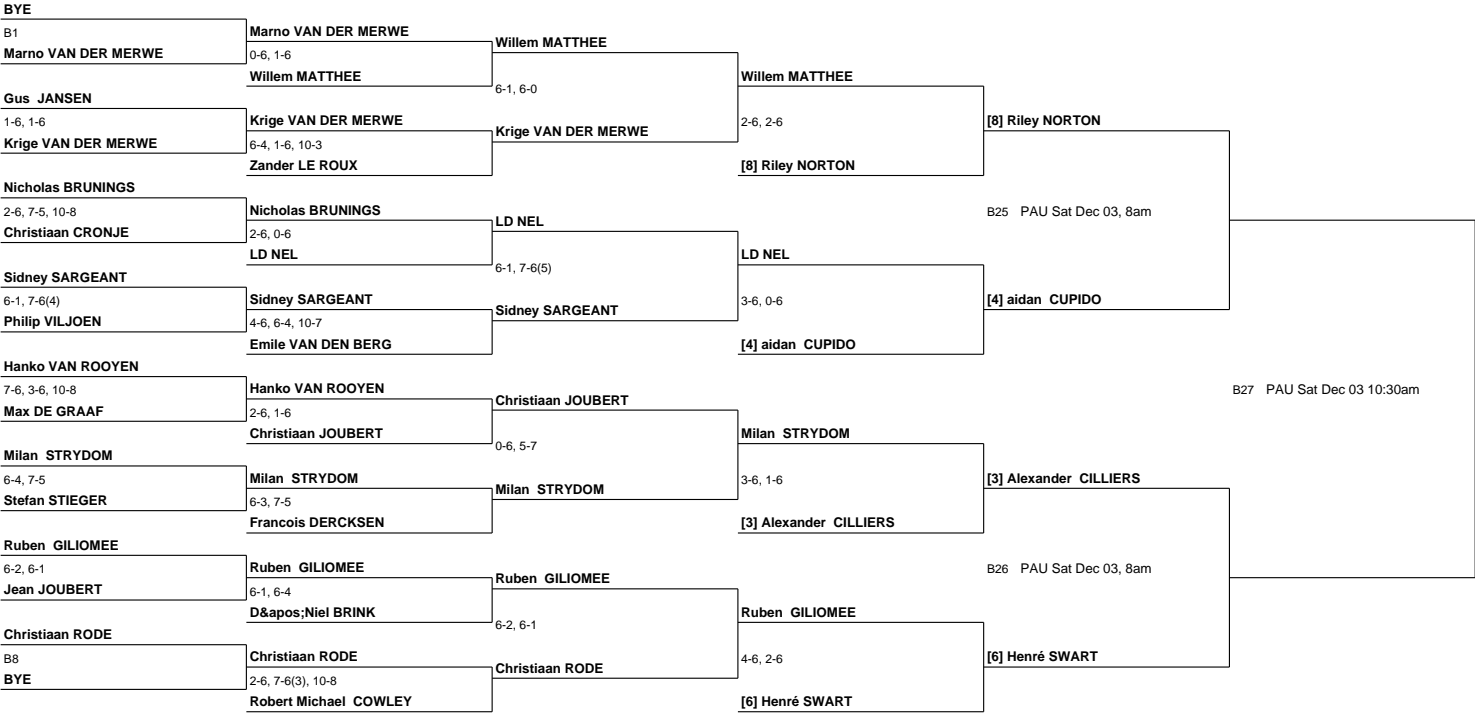 BYE
B1
Marno VAN DER MERWE
Gus  JANSEN
1-6, 1-6
Krige VAN DER MERWE
Nicholas BRUNINGS
2-6, 7-5, 10-8
Christiaan CRONJE
Sidney SARGEANT
6-1, 7-6(4)
Philip VILJOEN
Hanko VAN ROOYEN
7-6, 3-6, 10-8
Max DE GRAAF
Milan  STRYDOM
6-4, 7-5
Stefan STIEGER
Ruben  GILIOMEE
6-2, 6-1
Jean JOUBERT
Christiaan RODE
B8
BYE
Marno VAN DER MERWE
0-6, 1-6
Willem MATTHEE
Krige VAN DER MERWE
6-4, 1-6, 10-3
Zander LE ROUX
Nicholas BRUNINGS
2-6, 0-6
LD NEL
Sidney SARGEANT
4-6, 6-4, 10-7
Emile VAN DEN BERG
Hanko VAN ROOYEN
2-6, 1-6
Christiaan JOUBERT
Milan  STRYDOM
6-3, 7-5
Francois DERCKSEN
Ruben  GILIOMEE
6-1, 6-4
D&apos;Niel BRINK
Christiaan RODE
2-6, 7-6(3), 10-8
Robert Michael  COWLEY
Willem MATTHEE
6-1, 6-0
Krige VAN DER MERWE
LD NEL
6-1, 7-6(5)
Sidney SARGEANT
Christiaan JOUBERT
0-6, 5-7
Milan  STRYDOM
Ruben  GILIOMEE
6-2, 6-1
Christiaan RODE
Willem MATTHEE
2-6, 2-6
[8] Riley NORTON
LD NEL
3-6, 0-6
[4] aidan  CUPIDO
Milan  STRYDOM
3-6, 1-6
[3] Alexander  CILLIERS
Ruben  GILIOMEE
4-6, 2-6
[6] Henré SWART
[8] Riley NORTON
B25   PAU Sat Dec 03, 8am
[4] aidan  CUPIDO
[3] Alexander  CILLIERS
B26   PAU Sat Dec 03, 8am
[6] Henré SWART
B27   PAU Sat Dec 03 10:30am